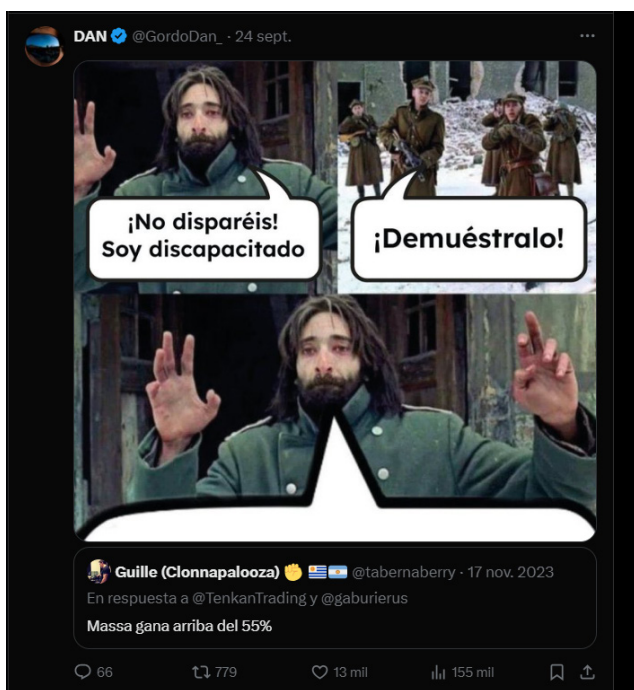 DAN @GordoDan_ · 24 sept.
¡No disparéis!
Soy discapacitado
¡Demuéstralo!
Guille (Clonnapalooza) ✊ 🇺🇾🇦🇷 @tabernaberry · 17 nov. 2023
En respuesta a @TenkanTrading y @gaburierus
Massa gana arriba del 55%
66 779 13 mil 155 mil